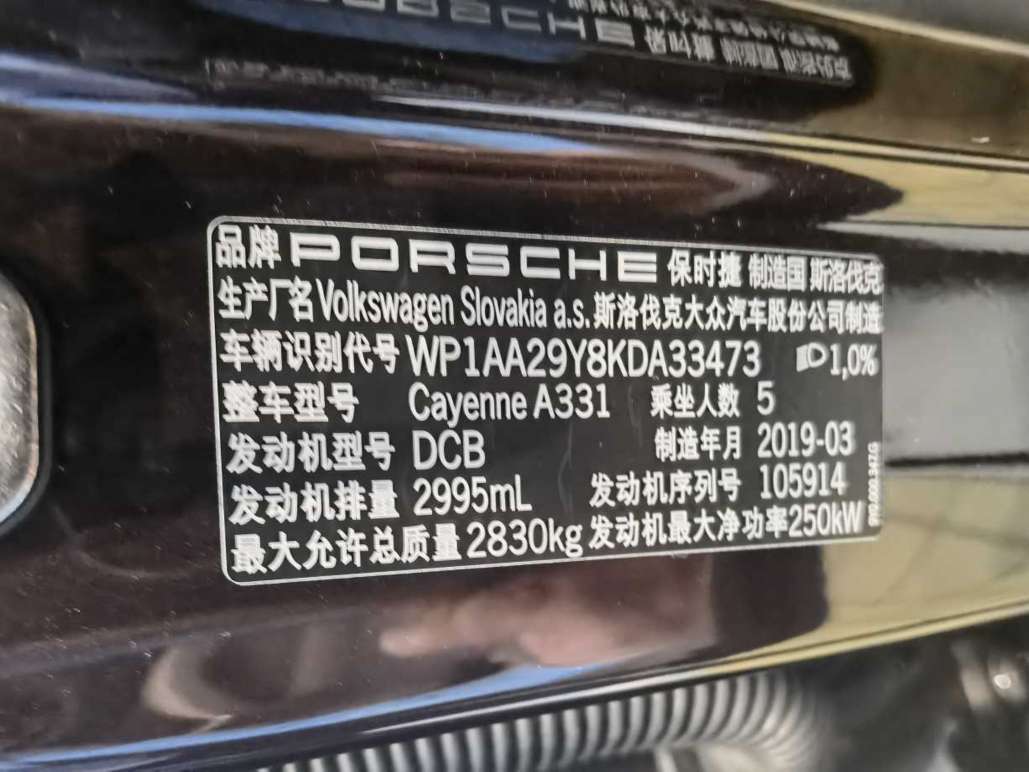 品牌 PORSCHE 保时捷 制造国 斯洛伐克
生产厂名 Volkswagen Slovakia a.s. 斯洛伐克大众汽车股份公司制造
车辆识别代号 WP1AA29Y8KDA33473 1,0%
整车型号 Cayenne A331 乘坐人数 5
发动机型号 DCB 制造年月 2019-03
发动机排量 2995mL 发动机序列号 105914
最大允许总质量 2830kg 发动机最大净功率 250kW